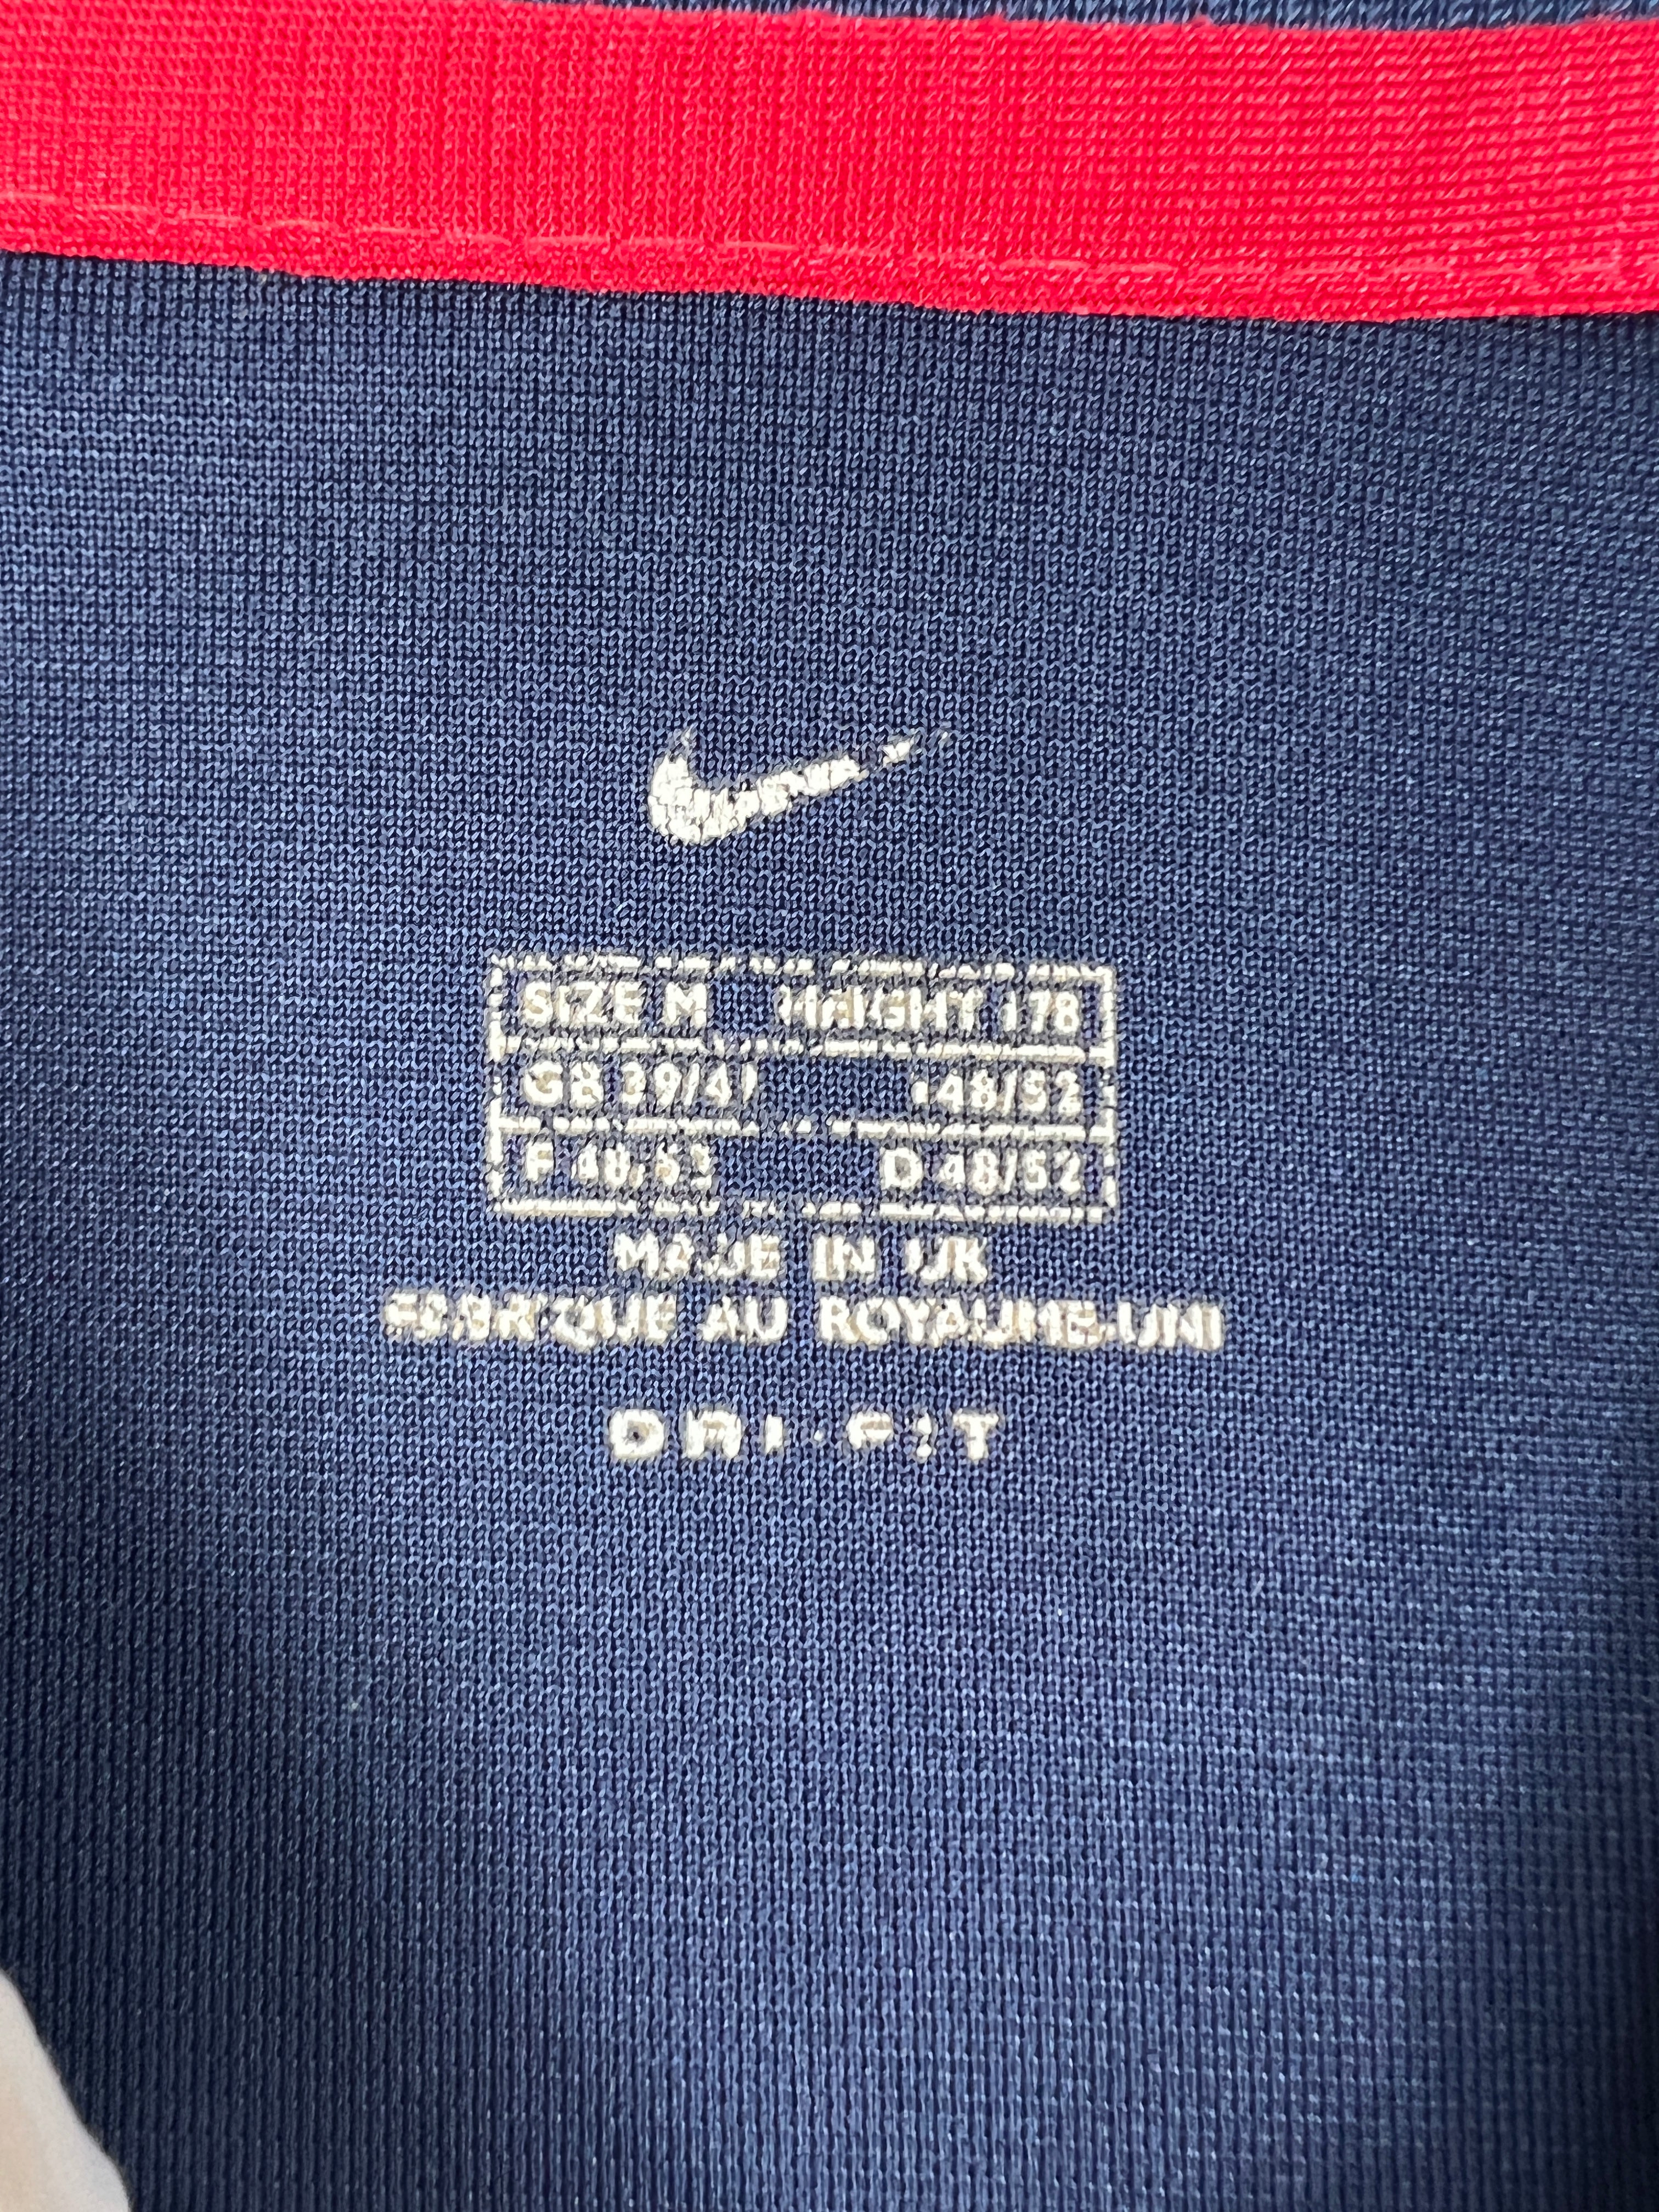 SIZE M HEIGHT 178
GB 39/41 I 48/52
F 48/52 D 48/52
MADE IN UK
FABRIQUE AU ROYAUME-UNI
DRI-FIT